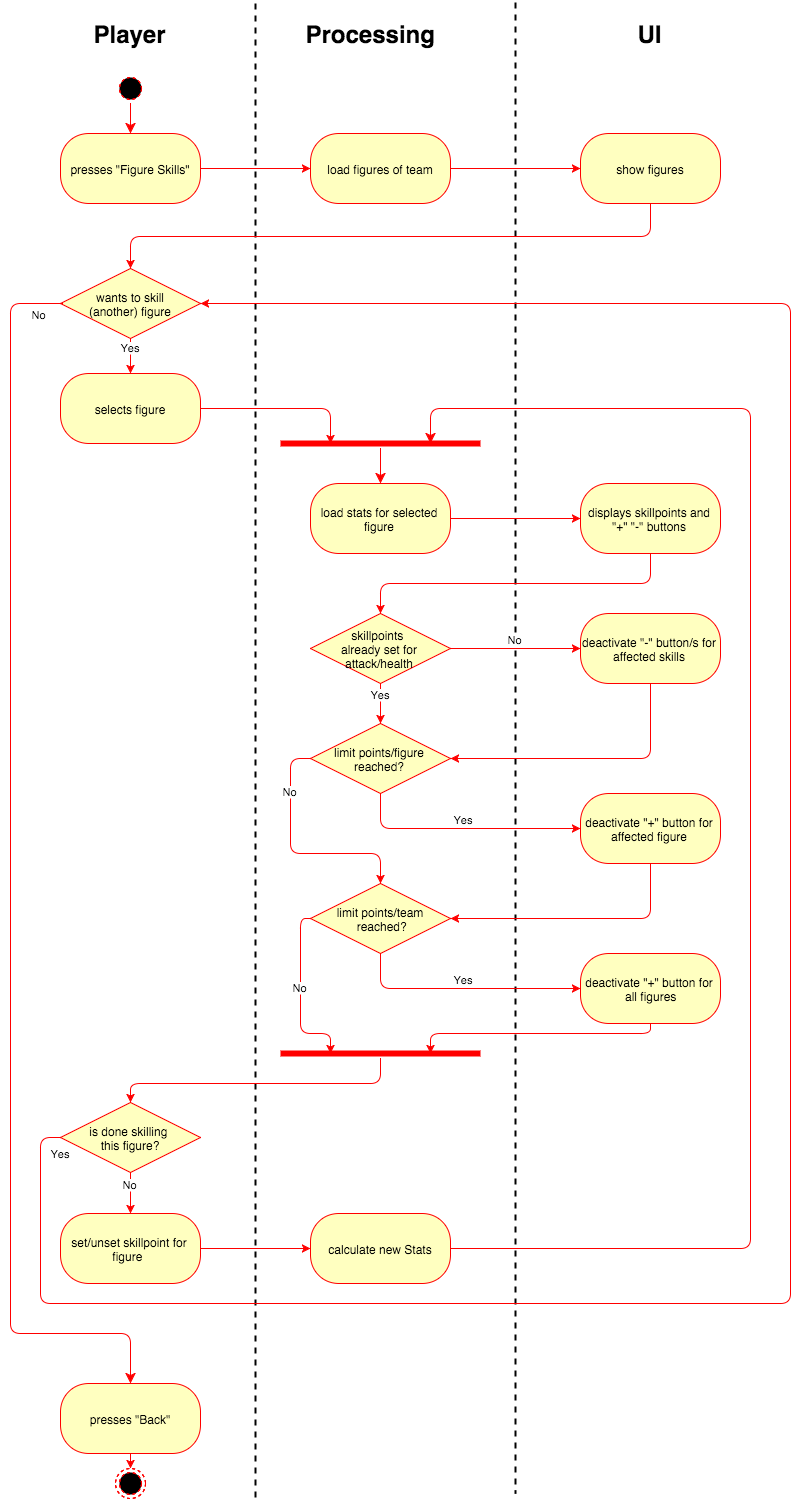 Player
Processing
UI
presses "Figure Skills"
load figures of team
show figures
wants to skill
(another) figure
No
Yes
selects figure
load stats for selected
figure
displays skillpoints and
"+" "-" buttons
skillpoints
already set for
attack/health
No
deactivate "-" button/s for
affected skills
Yes
limit points/figure
reached?
No
Yes
deactivate "+" button for
affected figure
limit points/team
reached?
No
Yes
deactivate "+" button for
all figures
is done skilling
this figure?
Yes
No
set/unset skillpoint for
figure
calculate new Stats
presses "Back"